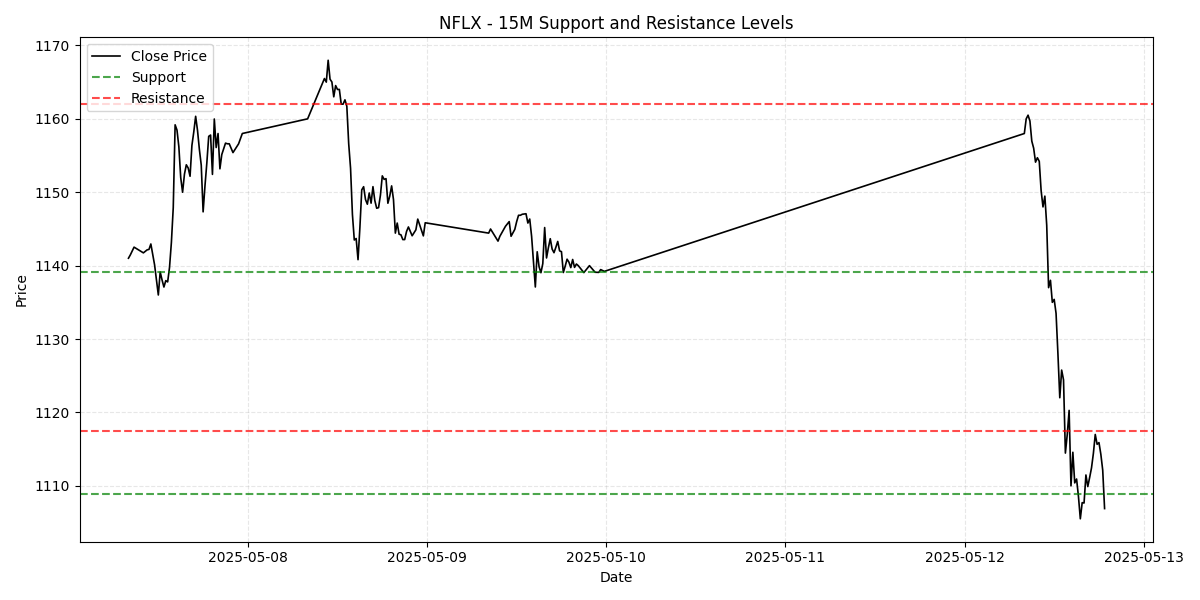 NFLX - 15M Support and Resistance Levels
Close Price
Support
Resistance
Price
1170
1160
1150
1140
1130
1120
1110
2025-05-08
2025-05-09
2025-05-10
2025-05-11
2025-05-12
2025-05-13
Date